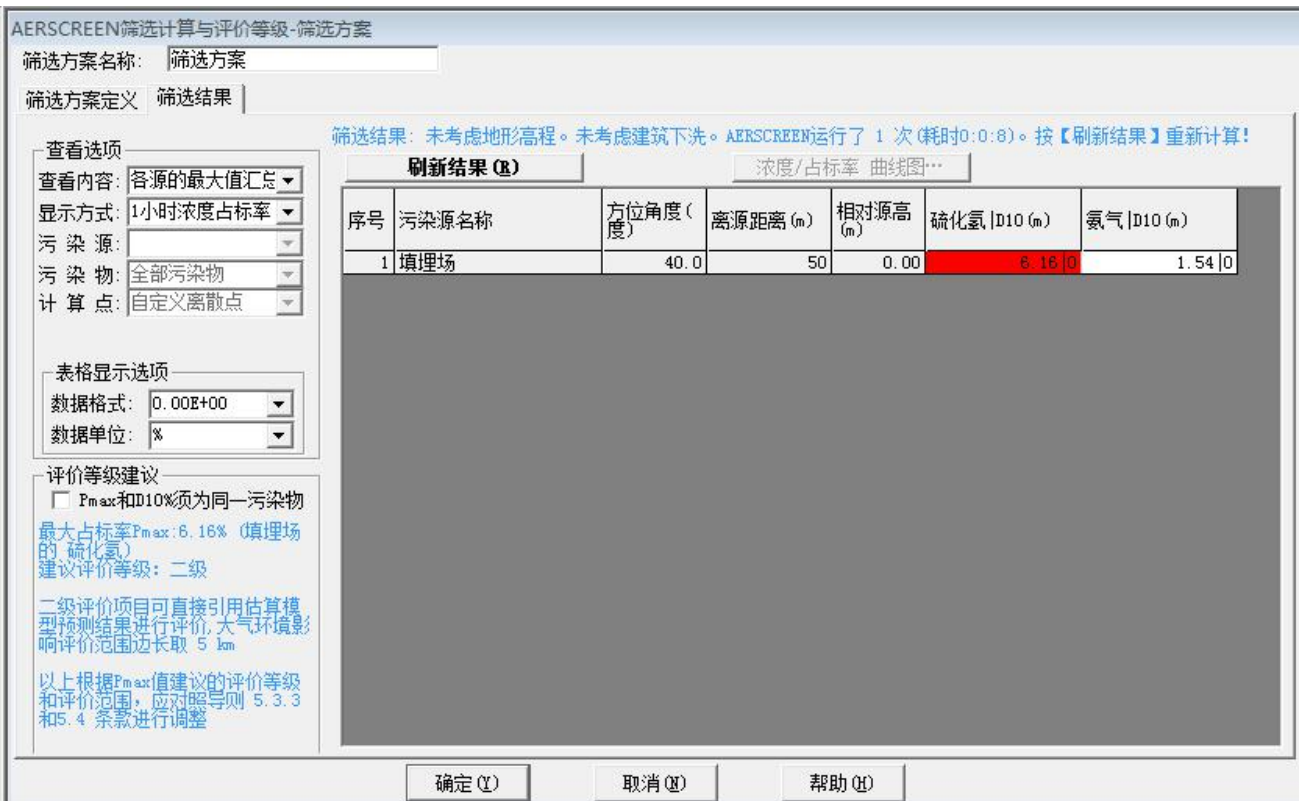 AERSCREEN筛选计算与评价等级-筛选方案
筛选方案名称: 筛选方案
筛选方案定义 筛选结果
筛选结果: 未考虑地形高程。未考虑建筑下洗。AERSCREEN运行了 1 次(耗时0:0:8)。按【刷新结果】重新计算!
刷新结果(R) 浓度/占标率 曲线图…
查看选项
查看内容: 各源的最大值汇总
显示方式: 1小时浓度占标率
污 染 源:
污 染 物: 全部污染物
计 算 点: 自定义离散点
表格显示选项
数据格式: 0.00E+00
数据单位: %
评价等级建议
Pmax和D10%须为同一污染物
最大占标率Pmax:6.16% (填埋场
的 硫化氢)
建议评价等级: 二级
二级评价项目可直接引用估算模
型预测结果进行评价,大气环境影
响评价范围边长取 5 km
以上根据Pmax值建议的评价等级
和评价范围, 应对照导则 5.3.3
和5.4 条款进行调整
序号 污染源名称 方位角度(度) 离源距离(m) 相对源高(m) 硫化氢|D10(m) 氨气|D10(m)
1 填埋场 40.0 50 0.00 6.16|0 1.54|0
确定(Y) 取消(N) 帮助(H)